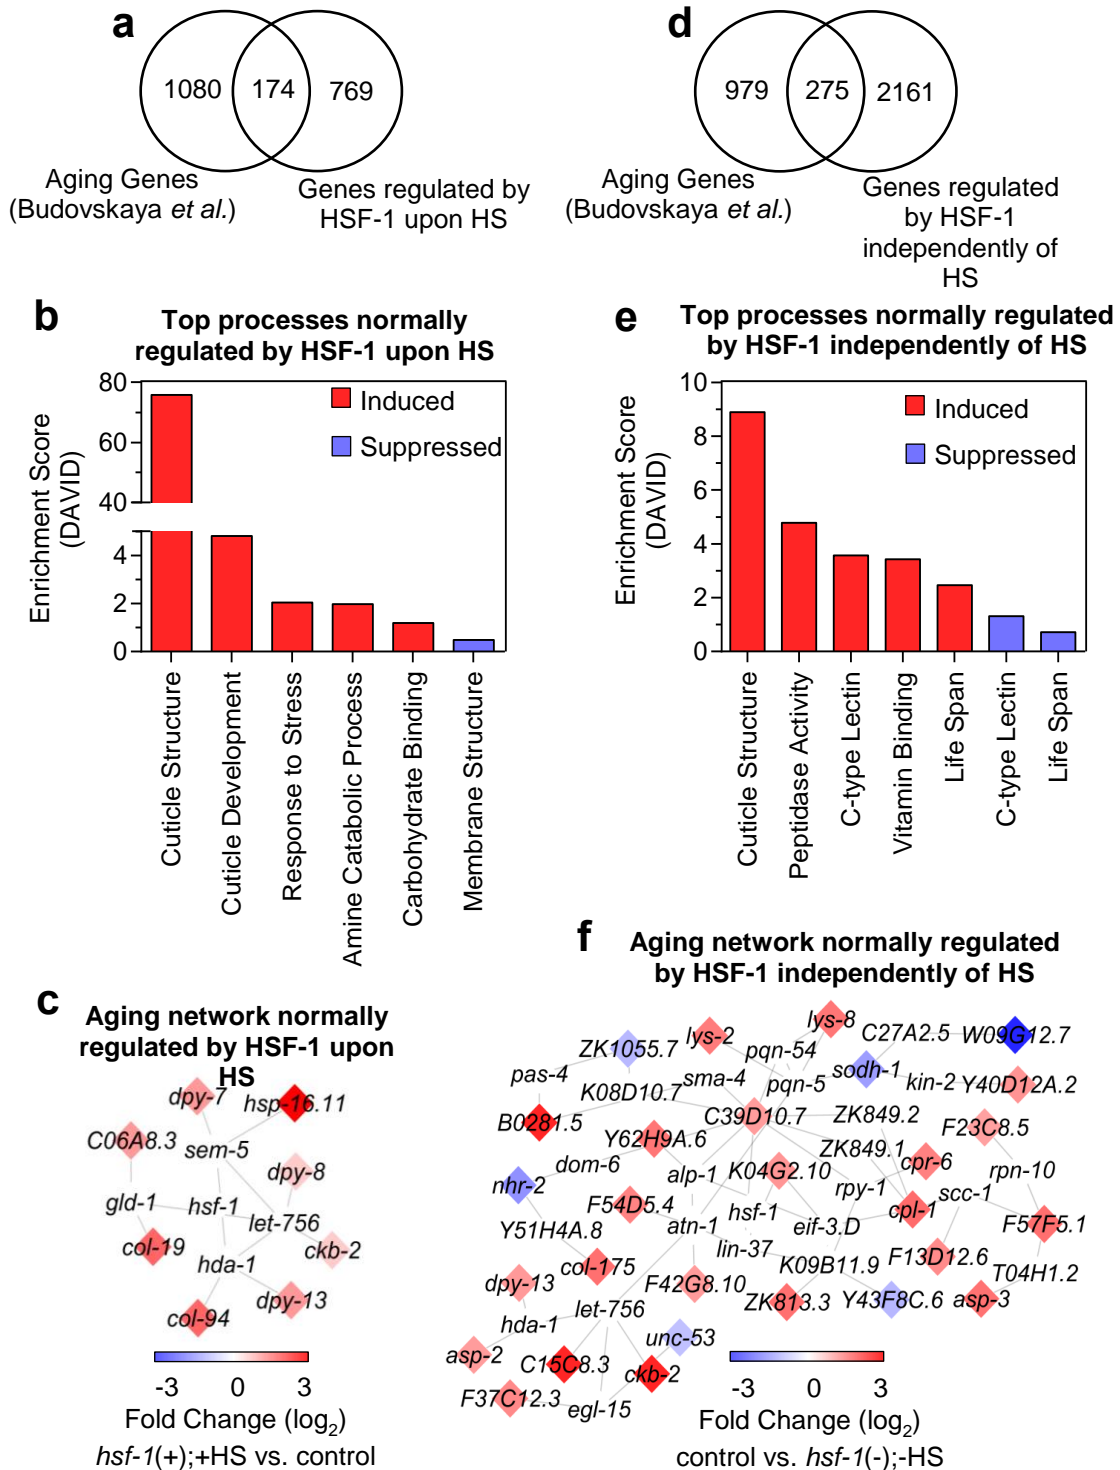 a
1080 174 769
Aging Genes
(Budovskaya et al.)
Genes regulated by
HSF-1 upon HS
d
979 275 2161
Aging Genes
(Budovskaya et al.)
Genes regulated
by HSF-1
independently of
HS
b
Top processes normally
regulated by HSF-1 upon HS
Enrichment Score
(DAVID)
80
60
40
4
2
0
Induced
Suppressed
Cuticle Structure
Cuticle Development
Response to Stress
Amine Catabolic Process
Carbohydrate Binding
Membrane Structure
e
Top processes normally regulated
by HSF-1 independently of HS
Enrichment Score
(DAVID)
10
8
6
4
2
0
Induced
Suppressed
Cuticle Structure
Peptidase Activity
C-type Lectin
Vitamin Binding
Life Span
C-type Lectin
Life Span
c
Aging network normally
regulated by HSF-1 upon
HS
dpy-7
hsp-16.11
C06A8.3
sem-5
dpy-8
gld-1
hsf-1
let-756
col-19
ckb-2
hda-1
dpy-13
col-94
-3 0 3
Fold Change (log2)
hsf-1(+);+HS vs. control
f
Aging network normally regulated
by HSF-1 independently of HS
lys-8
lys-2
C27A2.5
W09G12.7
ZK1055.7
pqn-54
pas-4
sma-4
pqn-5
sodh-1
kin-2
Y40D12A.2
K08D10.7
B0281.5
C39D10.7
ZK849.2
F23C8.5
Y62H9A.6
ZK849.1
dom-6
alp-1
K04G2.10
cpr-6
rpn-10
nhr-2
rpy-1
scc-1
F54D5.4
hsf-1
cpl-1
F57F5.1
Y51H4A.8
atn-1
eif-3.D
lin-37
col-175
K09B11.9
F13D12.6
T04H1.2
dpy-13
F42G8.10
ZK813.3
Y43F8C.6
asp-3
let-756
hda-1
unc-53
asp-2
C15C8.3
ckb-2
F37C12.3
egl-15
-3 0 3
Fold Change (log2)
control vs. hsf-1(-);-HS